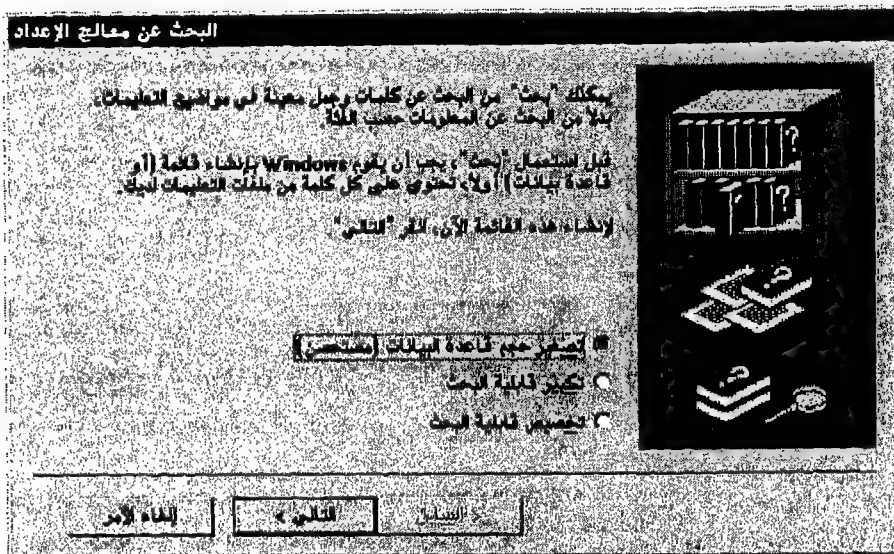 البحث عن معالج الإعداد
يمكنك "بحث" من البحث عن كلمات وجمل معينة في مواضيع التعليمات،
بدلاً من البحث عن المعلومات حسب الفئة.
قبل استعمال "بحث"، يجب أن يقوم Windows بإنشاء قائمة (أو
قاعدة بيانات) أولاً، تحتوي على كل كلمة من ملفات التعليمات لديك.
لإنشاء هذه القائمة الآن، انقر "التالي"
تصغير حجم قاعدة البيانات (مستحسن)
تكبير قابلية البحث
تخصيص قابلية البحث
< السابق
التالي >
إلغاء الأمر